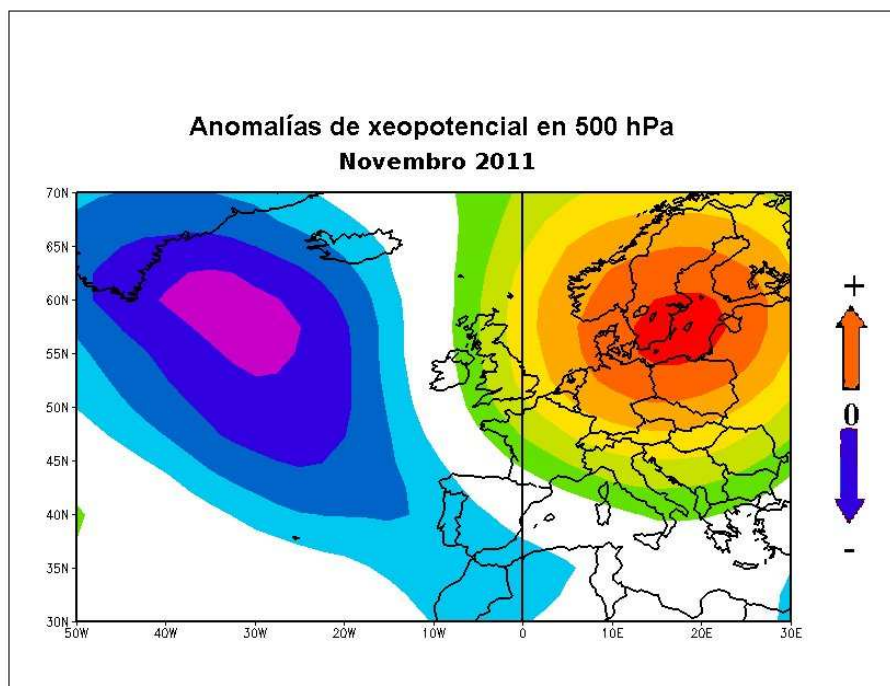 Anomalías de xeopotencial en 500 hPa
Novembro 2011
70N
65N
60N
55N
50N
45N
40N
35N
30N
50W 40W 30W 20W 10W 0 10E 20E 30E
+
0
-